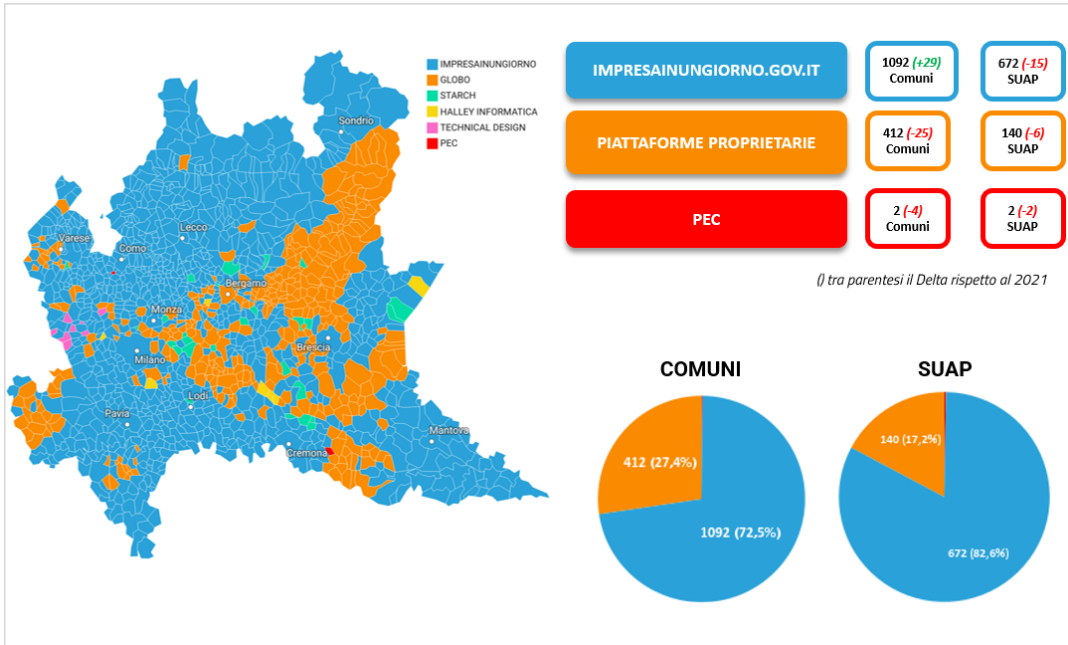 IMPRESAINUNGIORNO
GLOBO
STARCH
HALLEY INFORMATICA
TECHNICAL DESIGN
PEC
Sondrio
Lecco
Varese
Como
Bergamo
Monza
Brescia
Milano
Lodi
Pavia
Mantova
Cremona
IMPRESAINUNGIORNO.GOV.IT
1092 (+29)
Comuni
672 (-15)
SUAP
PIATTAFORME PROPRIETARIE
412 (-25)
Comuni
140 (-6)
SUAP
PEC
2 (-4)
Comuni
2 (-2)
SUAP
() tra parentesi il Delta rispetto al 2021
COMUNI
412 (27,4%)
1092 (72,5%)
SUAP
140 (17,2%)
672 (82,6%)